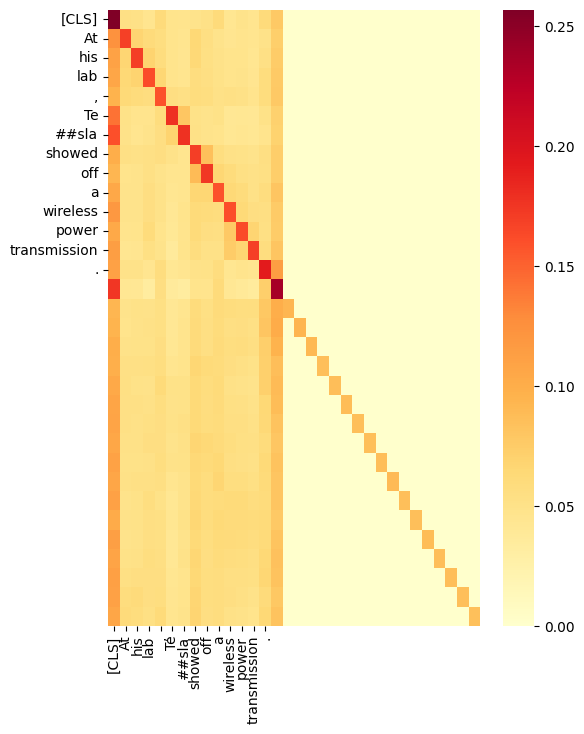 [CLS]
At
his
lab
,
Te
##sla
showed
off
a
wireless
power
transmission
.
0.25
0.20
0.15
0.10
0.05
0.00
[CLS]
At
his
lab
,
Te
##sla
showed
off
a
wireless
power
transmission
.